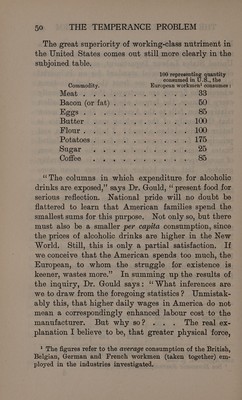 50 THE TEMPERANCE PROBLEM
The great superiority of working-class nutriment in
the United States comes out still more clearly in the
subjoined table.
100 representing quantity
consumed in U.S., the
Commodity. European workmen¹ consumes:
Meat . . . . . . . . . . . 33
Bacon (or fat) . . . . . . . . 50
Eggs . . . . . . . . . . . 85
Butter . . . . . . . . . . 100
Flour . . . . . . . . . . . 100
Potatoes . . . . . . . . . . 175
Sugar . . . . . . . . . . 25
Coffee . . . . . . . . . . 85
“The columns in which expenditure for alcoholic
drinks are exposed,” says Dr. Gould, “present food for
serious reflection. National pride will no doubt be
flattered to learn that American families spend the
smallest sums for this purpose. Not only so, but there
must also be a smaller per capita consumption, since
the prices of alcoholic drinks are higher in the New
World. Still, this is only a partial satisfaction. If
we conceive that the American spends too much, the
European, to whom the struggle for existence is
keener, wastes more.” In summing up the results of
the inquiry, Dr. Gould says: “What inferences are
we to draw from the foregoing statistics? Unmistak-
ably this, that higher daily wages in America do not
mean a correspondingly enhanced labour cost to the
manufacturer. But why so? . . . The real ex-
planation I believe to be, that greater physical force,
¹ The figures refer to the average consumption of the British,
Belgian, German and French workmen (taken together) em-
ployed in the industries investigated.